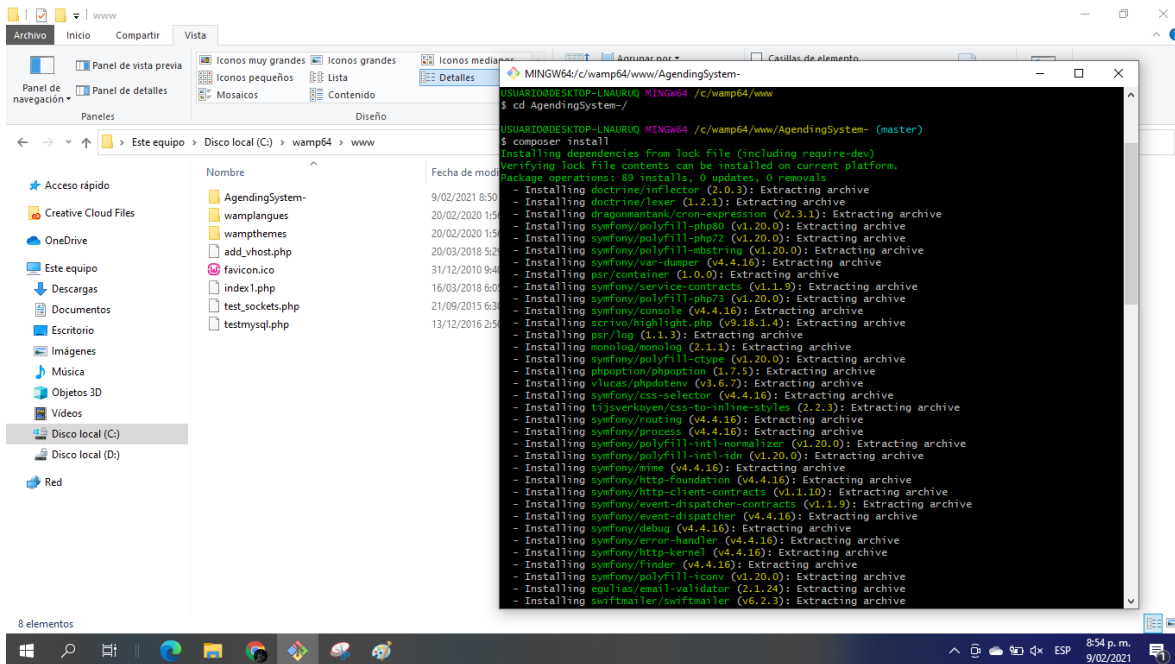 www
Archivo Inicio Compartir Vista
Panel de navegación
Panel de vista previa
Panel de detalles
Paneles
Iconos muy grandes Iconos grandes Iconos medianos
Iconos pequeños Lista Detalles
Mosaicos Contenido
Diseño
Agrupar por
Casillas de elemento
Este equipo > Disco local (C:) > wamp64 > www
Acceso rápido
Creative Cloud Files
OneDrive
Este equipo
Descargas
Documentos
Escritorio
Imágenes
Música
Objetos 3D
Vídeos
Disco local (C:)
Disco local (D:)
Red
Nombre Fecha de modi
AgendingSystem- 9/02/2021 8:50
wamplangues 20/02/2020 1:56
wampthemes 20/02/2020 1:56
add_vhost.php 20/03/2018 5:29
favicon.ico 31/12/2010 9:40
index1.php 16/03/2018 6:05
test_sockets.php 21/09/2015 6:30
testmysql.php 13/12/2016 2:50
MINGW64:/c/wamp64/www/AgendingSystem-
USUARIO@DESKTOP-LNAURUQ MINGW64 /c/wamp64/www
$ cd AgendingSystem-/
USUARIO@DESKTOP-LNAURUQ MINGW64 /c/wamp64/www/AgendingSystem- (master)
$ composer install
Installing dependencies from lock file (including require-dev)
Verifying lock file contents can be installed on current platform.
Package operations: 89 installs, 0 updates, 0 removals
- Installing doctrine/inflector (2.0.3): Extracting archive
- Installing doctrine/lexer (1.2.1): Extracting archive
- Installing dragonmantank/cron-expression (v2.3.1): Extracting archive
- Installing symfony/polyfill-php80 (v1.20.0): Extracting archive
- Installing symfony/polyfill-php72 (v1.20.0): Extracting archive
- Installing symfony/polyfill-mbstring (v1.20.0): Extracting archive
- Installing symfony/var-dumper (v4.4.16): Extracting archive
- Installing psr/container (1.0.0): Extracting archive
- Installing symfony/service-contracts (v1.1.9): Extracting archive
- Installing symfony/polyfill-php73 (v1.20.0): Extracting archive
- Installing symfony/console (v4.4.16): Extracting archive
- Installing scrivo/highlight.php (v9.18.1.4): Extracting archive
- Installing psr/log (1.1.3): Extracting archive
- Installing monolog/monolog (2.1.1): Extracting archive
- Installing symfony/polyfill-ctype (v1.20.0): Extracting archive
- Installing phpoption/phpoption (1.7.5): Extracting archive
- Installing vlucas/phpdotenv (v3.6.7): Extracting archive
- Installing symfony/css-selector (v4.4.16): Extracting archive
- Installing tijsverkoyen/css-to-inline-styles (2.2.3): Extracting archive
- Installing symfony/routing (v4.4.16): Extracting archive
- Installing symfony/process (v4.4.16): Extracting archive
- Installing symfony/polyfill-intl-normalizer (v1.20.0): Extracting archive
- Installing symfony/polyfill-intl-idn (v1.20.0): Extracting archive
- Installing symfony/mime (v4.4.16): Extracting archive
- Installing symfony/http-foundation (v4.4.16): Extracting archive
- Installing symfony/http-client-contracts (v1.1.10): Extracting archive
- Installing symfony/event-dispatcher-contracts (v1.1.9): Extracting archive
- Installing symfony/event-dispatcher (v4.4.16): Extracting archive
- Installing symfony/debug (v4.4.16): Extracting archive
- Installing symfony/error-handler (v4.4.16): Extracting archive
- Installing symfony/http-kernel (v4.4.16): Extracting archive
- Installing symfony/finder (v4.4.16): Extracting archive
- Installing symfony/polyfill-iconv (v1.20.0): Extracting archive
- Installing egulias/email-validator (2.1.24): Extracting archive
- Installing swiftmailer/swiftmailer (v6.2.3): Extracting archive
8 elementos
ESP
8:54 p. m.
9/02/2021
1